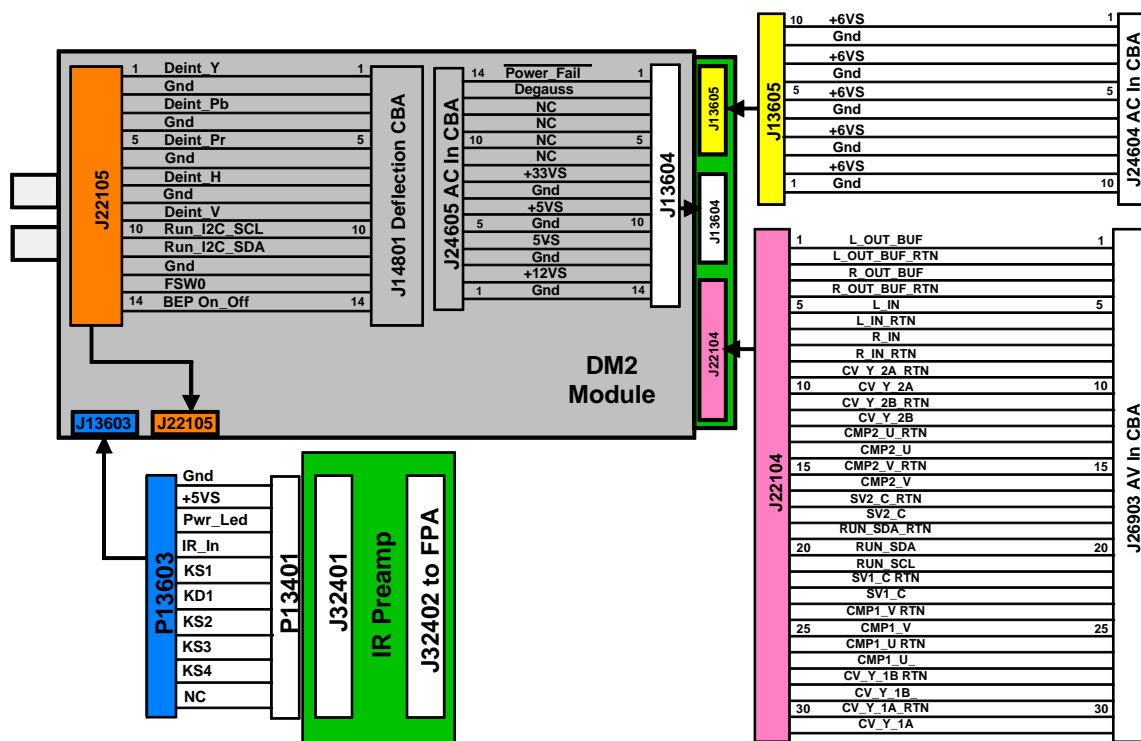 1 Deint_Y 1
Gnd
Deint_Pb
Gnd
5 Deint_Pr 5
Gnd
Deint_H
Gnd
Deint_V
10 Run_I2C_SCL 10
Run_I2C_SDA
Gnd
FSW0
14 BEP On_Off 14
J22105
J14801 Deflection CBA
J24605 AC In CBA
14 Power_Fail 1
Degauss
NC
NC
10 NC 5
NC
+33VS
Gnd
+5VS
5 Gnd 10
5VS
Gnd
+12VS
1 Gnd 14
J13604
J13605
J13604
J22104
DM2
Module
J13603
J22105
J13605
10 +6VS 1
Gnd
+6VS
Gnd
5 +6VS 5
Gnd
+6VS
Gnd
+6VS
1 Gnd 10
J24604 AC In CBA
J22104
1 L_OUT_BUF 1
L_OUT_BUF_RTN
R_OUT_BUF
R_OUT_BUF_RTN
5 L_IN 5
L_IN_RTN
R_IN
R_IN_RTN
CV_Y_2A_RTN
10 CV_Y_2A 10
CV_Y_2B_RTN
CV_Y_2B
CMP2_U_RTN
CMP2_U
15 CMP2_V_RTN 15
CMP2_V
SV2_C_RTN
SV2_C
RUN_SDA_RTN
20 RUN_SDA 20
RUN_SCL
SV1_C RTN
SV1_C
CMP1_V RTN
25 CMP1_V 25
CMP1_U RTN
CMP1_U_
CV_Y_1B RTN
CV_Y_1B_
30 CV_Y_1A_RTN 30
CV_Y_1A
J26903 AV In CBA
P13603
Gnd
+5VS
Pwr_Led
IR_In
KS1
KD1
KS2
KS3
KS4
NC
P13401
J32401
IR Preamp
J32402 to FPA